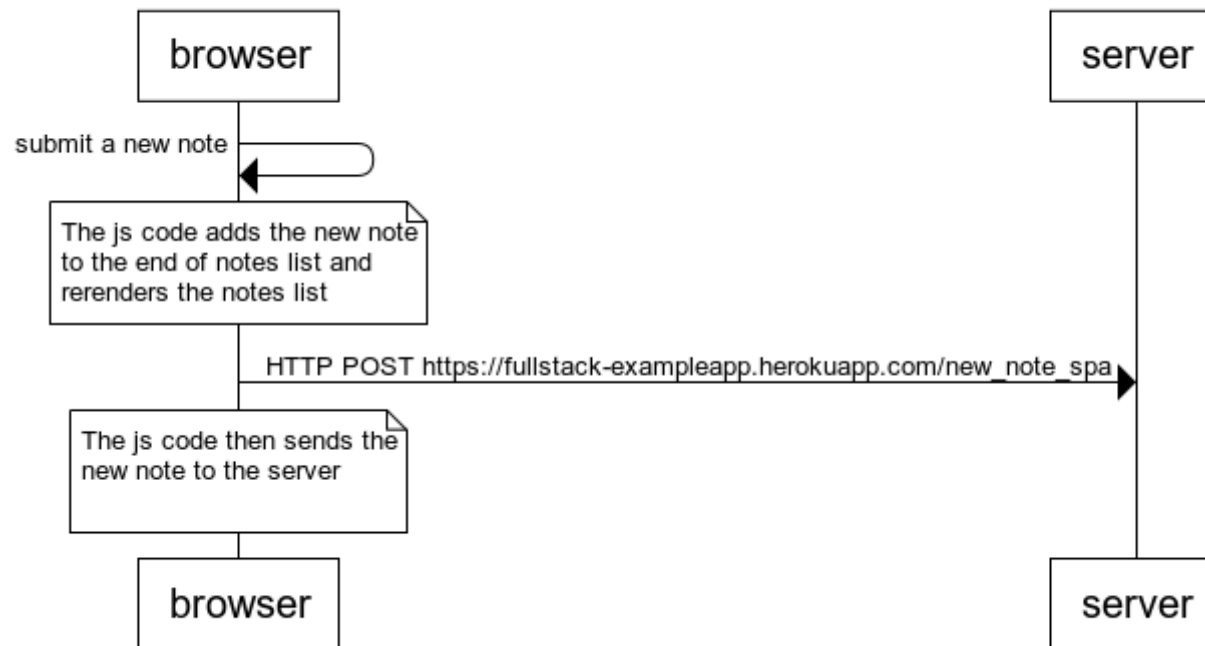 browser
server
submit a new note
The js code adds the new note
to the end of notes list and
rerenders the notes list
HTTP POST https://fullstack-exampleapp.herokuapp.com/new_note_spa
The js code then sends the
new note to the server
browser
server